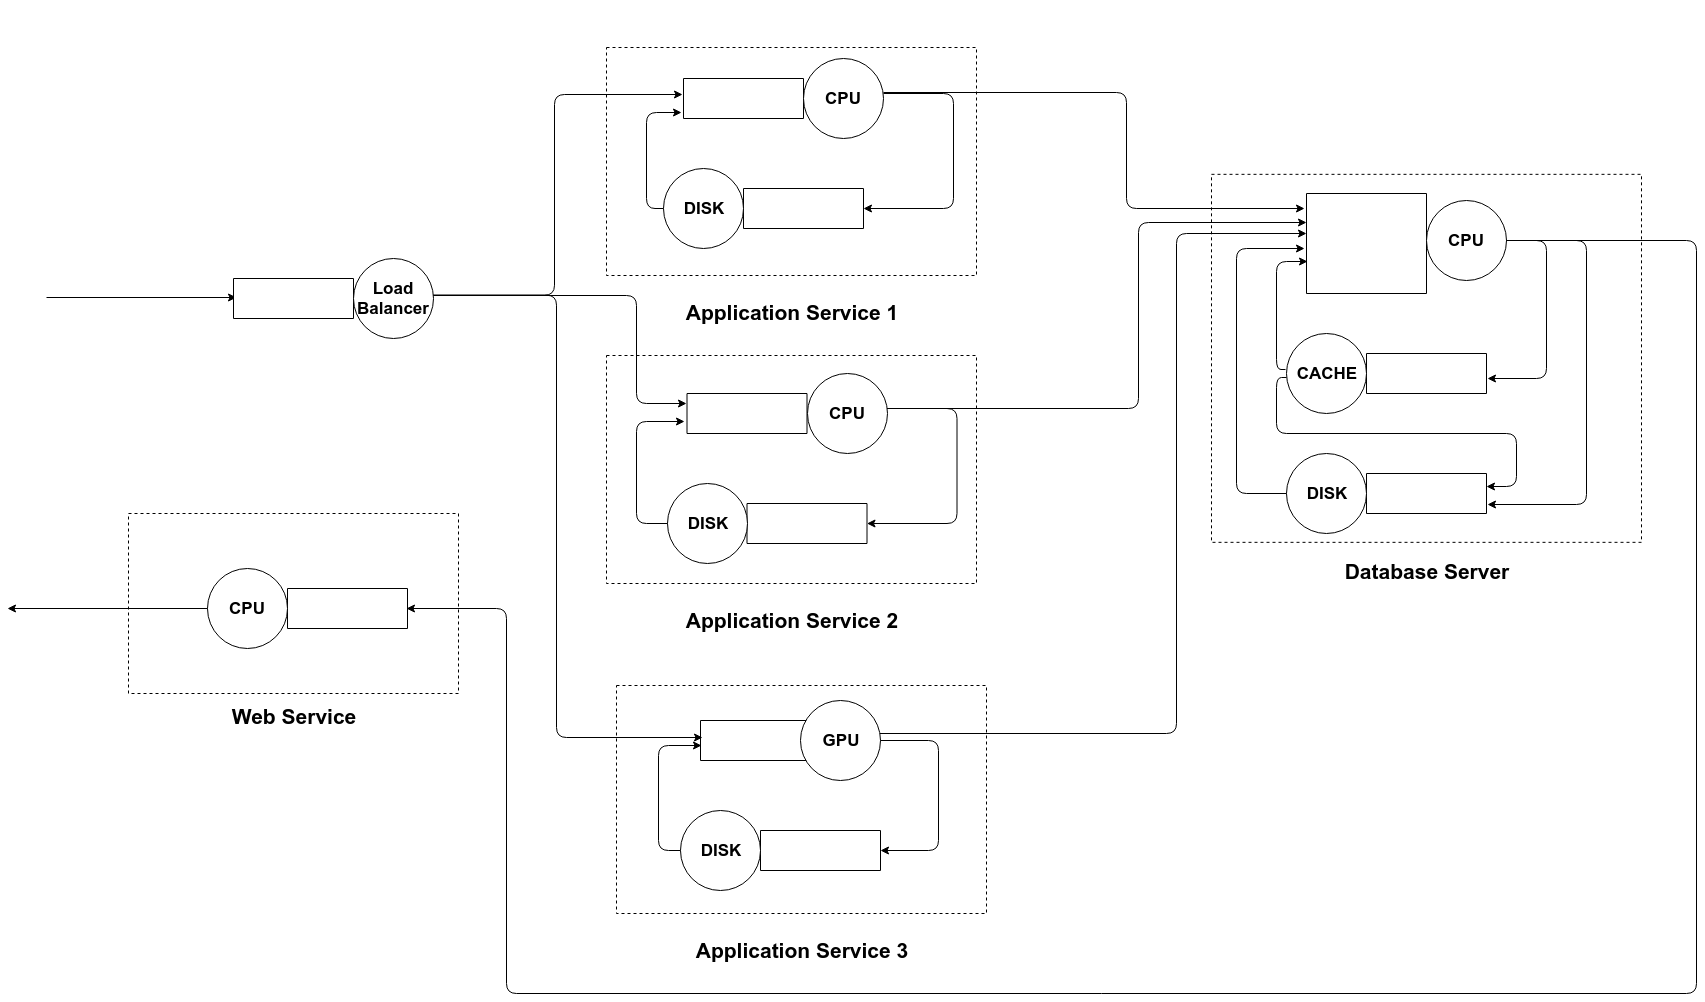 CPU
DISK
Application Service 1
Load
Balancer
CPU
DISK
Application Service 2
CPU
CACHE
DISK
Database Server
CPU
Web Service
GPU
DISK
Application Service 3